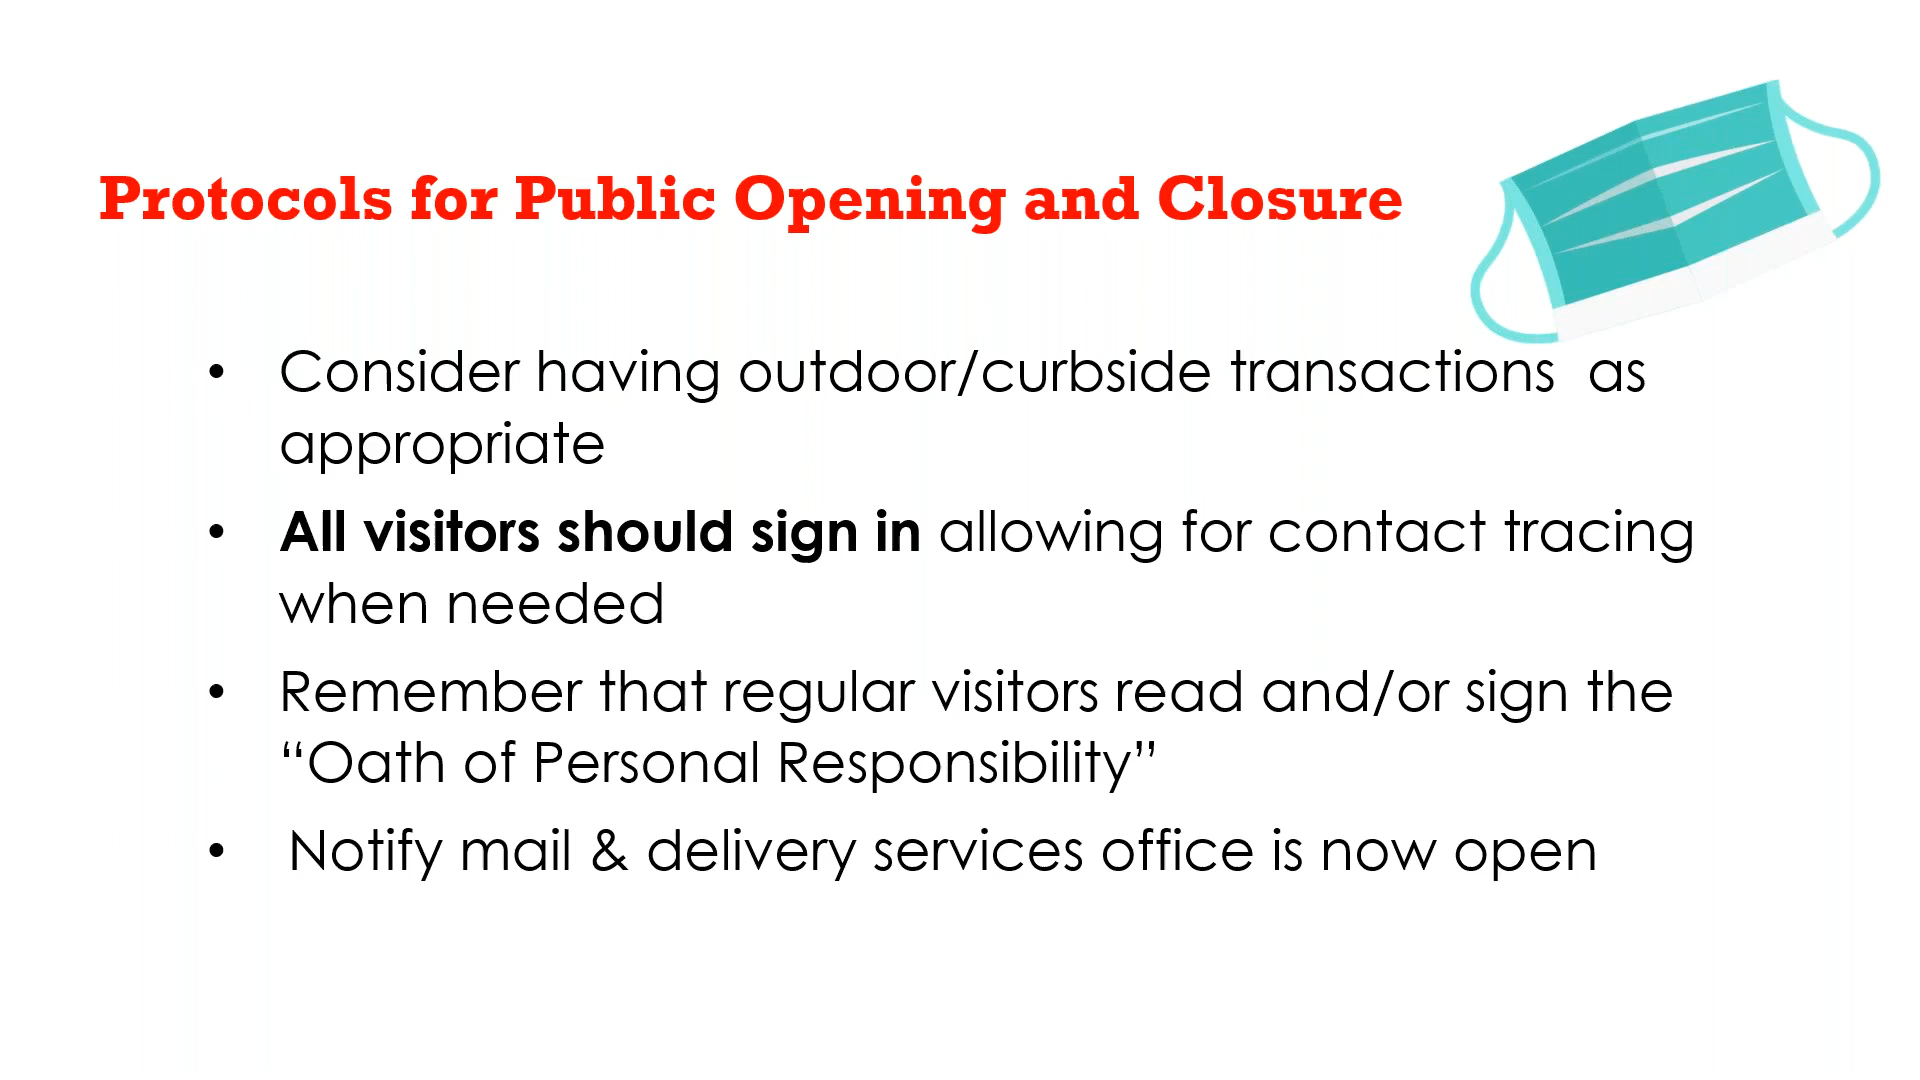 Protocols for Public Opening and Closure
• Consider having outdoor/curbside transactions  as
appropriate
• All visitors should sign in allowing for contact tracing
when needed
• Remember that regular visitors read and/or sign the
“Oath of Personal Responsibility”
• Notify mail & delivery services office is now open